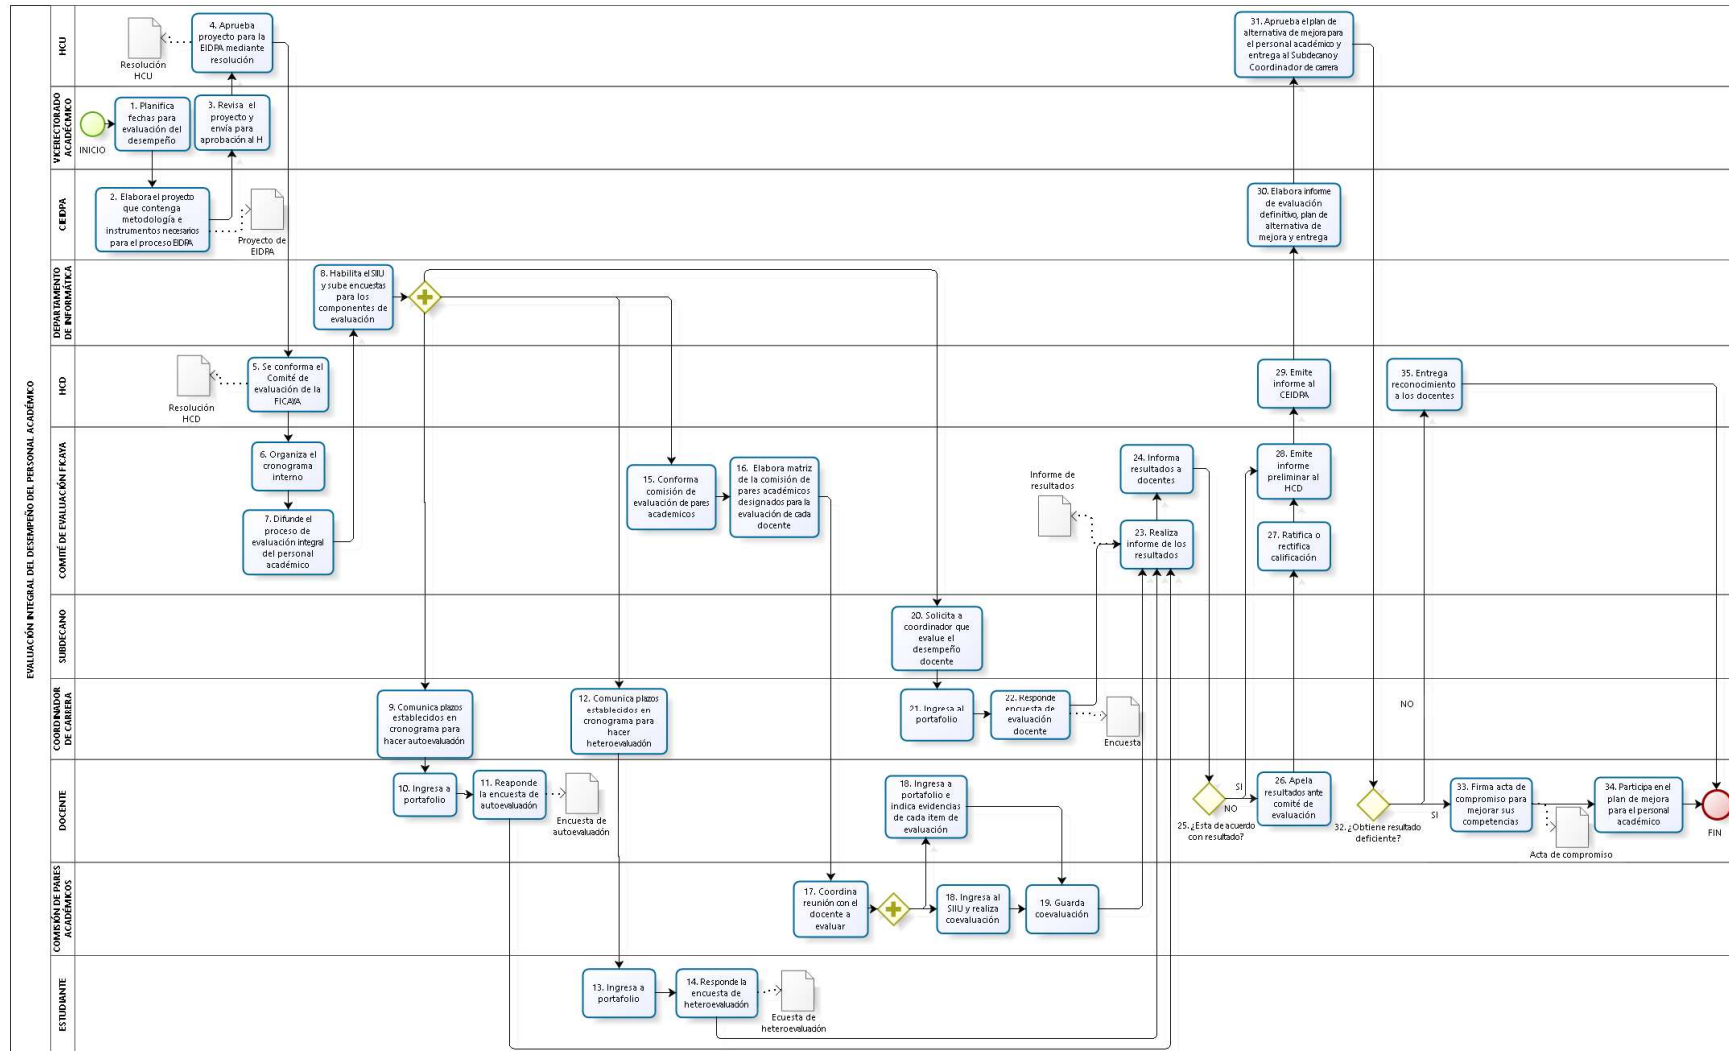 EVALUACIÓN INTEGRAL DEL DESEMPEÑO DEL PERSONAL ACADÉMICO
HCU
4. Aprueba
proyecto para la
EIDPA mediante
resolución
Resolución
HCU
31. Aprueba el plan de
alternativa de mejora para
el personal académico y
entrega al Subdecano y
Coordinador de carrera
VICERECTORADO
ACADÉCMICO
INICIO
1. Planifica
fechas para
evaluación del
desempeño
3. Revisa el
proyecto y
envía para
aprobación al H
CIEIDPA
2. Elabora el proyecto
que contenga
metodología e
instrumentos necesarios
para el proceso EIDPA
Proyecto de
EIDPA
30. Elabora informe
de evaluación
definitivo, plan de
alternativa de
mejora y entrega
DEPARTAMENTO
DE INFORMÁTICA
8. Habilita el SIIU
y sube encuestas
para los
componentes de
evaluación
HCD
Resolución
HCD
5. Se conforma el
Comité de
evaluación de la
FICAYA
29. Emite
informe al
CEIDPA
35. Entrega
reconocimiento
a los docentes
COMITÉ DE EVALUACIÓN FICAYA
6. Organiza el
cronograma
interno
7. Difunde el
proceso de
evaluación integral
del personal
académico
15. Conforma
comisión de
evaluación de pares
academicos
16. Elabora matriz
de la comisión de
pares académicos
designados para la
evaluación de cada
docente
Informe de
resultados
24. Informa
resultados a
docentes
23. Realiza
informe de los
resultados
28. Emite
informe
preliminar al
HCD
27. Ratifica o
rectifica
calificación
SUBDECANO
20. Solicita a
coordinador que
evalue el
desempeño
docente
COORDINADOR
DE CARRERA
9. Comunica plazos
establecidos en
cronograma para
hacer autoevaluación
12. Comunica plazos
establecidos en
cronograma para
hacer
heteroevaluación
21. Ingresa al
portafolio
22. Responde
encuesta de
evaluación
docente
Encuesta
NO
DOCENTE
10. Ingresa a
portafolio
11. Reaponde
la encuesta de
autoevaluación
Encuesta de
autoevaluación
18. Ingresa a
portafolio e
indica evidencias
de cada item de
evaluación
SI
NO
25. ¿Esta de acuerdo
con resultado?
26. Apela
resultados ante
comité de
evaluación
32. ¿Obtiene resultado
deficiente?
SI
33. Firma acta de
compromiso para
mejorar sus
competencias
Acta de compromiso
34. Participa en el
plan de mejora
para el personal
académico
FIN
COMISIÓN DE PARES
ACADÉMICOS
17. Coordina
reunión con el
docente a
evaluar
18. Ingresa al
SIIU y realiza
coevaluación
19. Guarda
coevaluación
ESTUDIANTE
13. Ingresa a
portafolio
14. Responde la
encuesta de
heteroevaluación
Ecuesta de
heteroevaluación